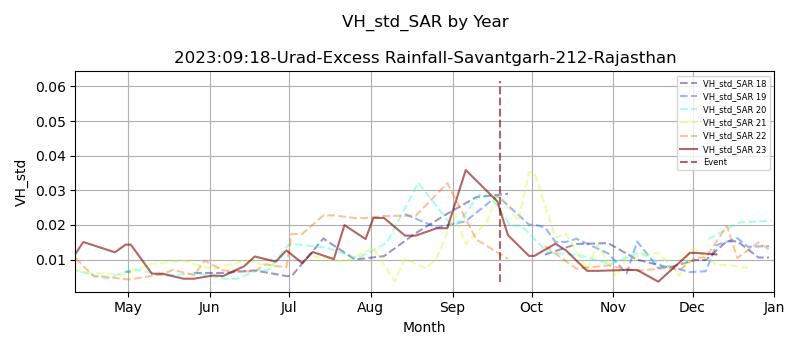 VH_std_SAR by Year
2023:09:18-Urad-Excess Rainfall-Savantgarh-212-Rajasthan
VH_std
0.06
0.05
0.04
0.03
0.02
0.01
VH_std_SAR 18
VH_std_SAR 19
VH_std_SAR 20
VH_std_SAR 21
VH_std_SAR 22
VH_std_SAR 23
Event
May Jun Jul Aug Sep Oct Nov Dec Jan
Month